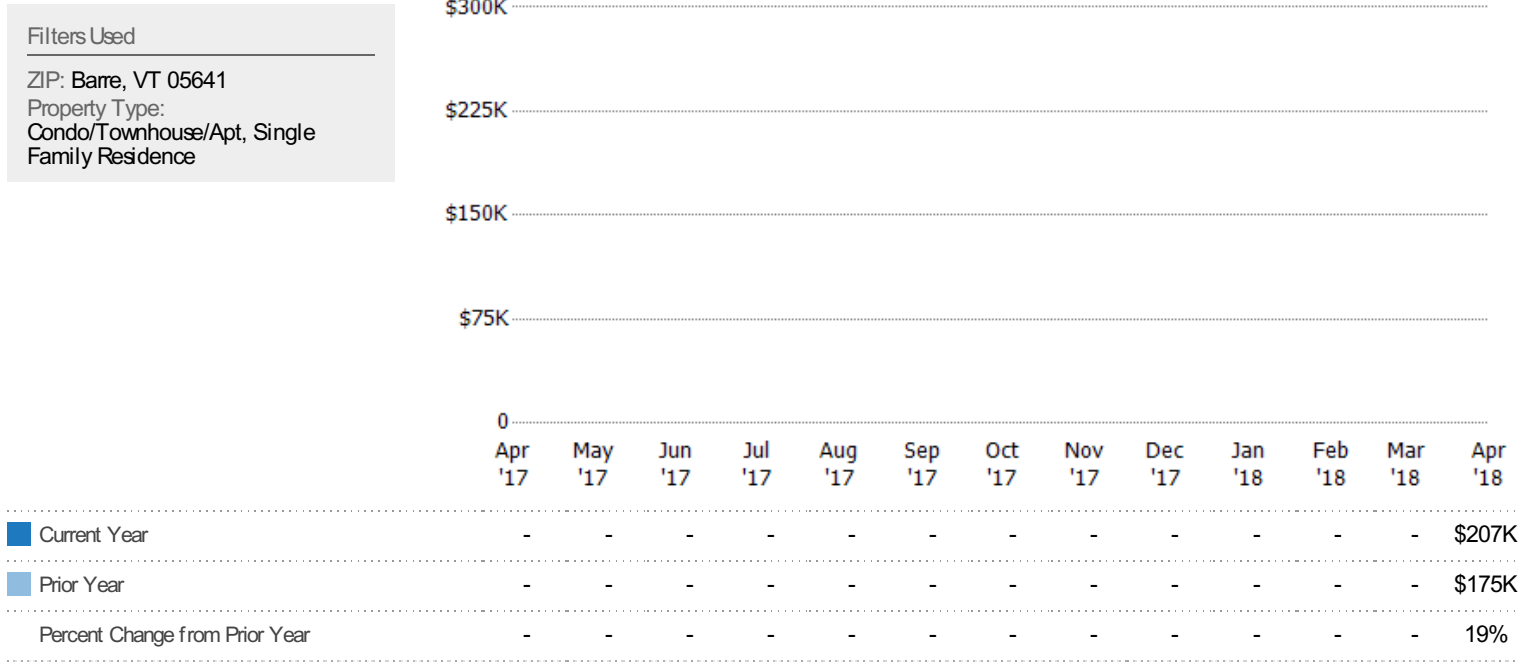 Filters Used
ZIP: Barre, VT 05641
Property Type:
Condo/Townhouse/Apt, Single
Family Residence
$300K
$225K
$150K
$75K
0
Apr May Jun Jul Aug Sep Oct Nov Dec Jan Feb Mar Apr
'17 '17 '17 '17 '17 '17 '17 '17 '17 '18 '18 '18 '18
Current Year - - - - - - - - - - - - $207K
Prior Year - - - - - - - - - - - - $175K
Percent Change from Prior Year - - - - - - - - - - - - 19%